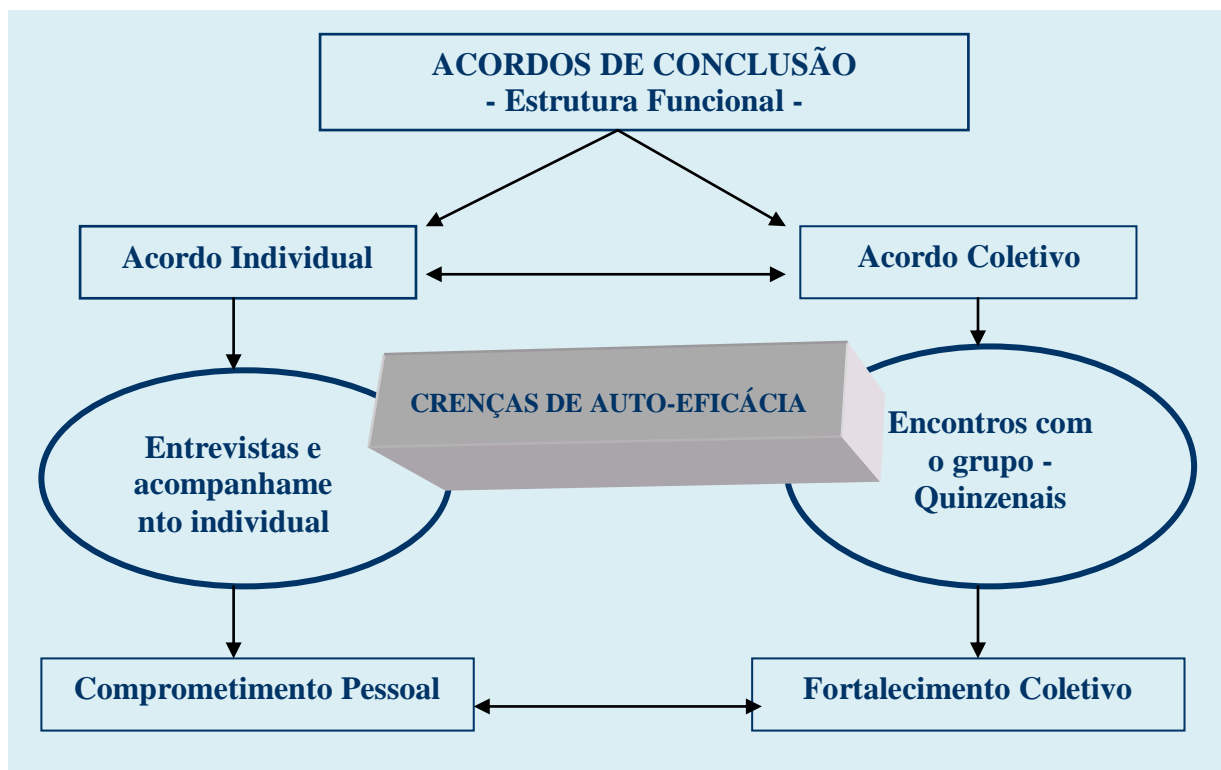 ACORDOS DE CONCLUSÃO
- Estrutura Funcional -
Acordo Individual
Acordo Coletivo
CRENÇAS DE AUTO-EFICÁCIA
Entrevistas e
acompanhame
nto individual
Encontros com
o grupo -
Quinzenais
Comprometimento Pessoal
Fortalecimento Coletivo